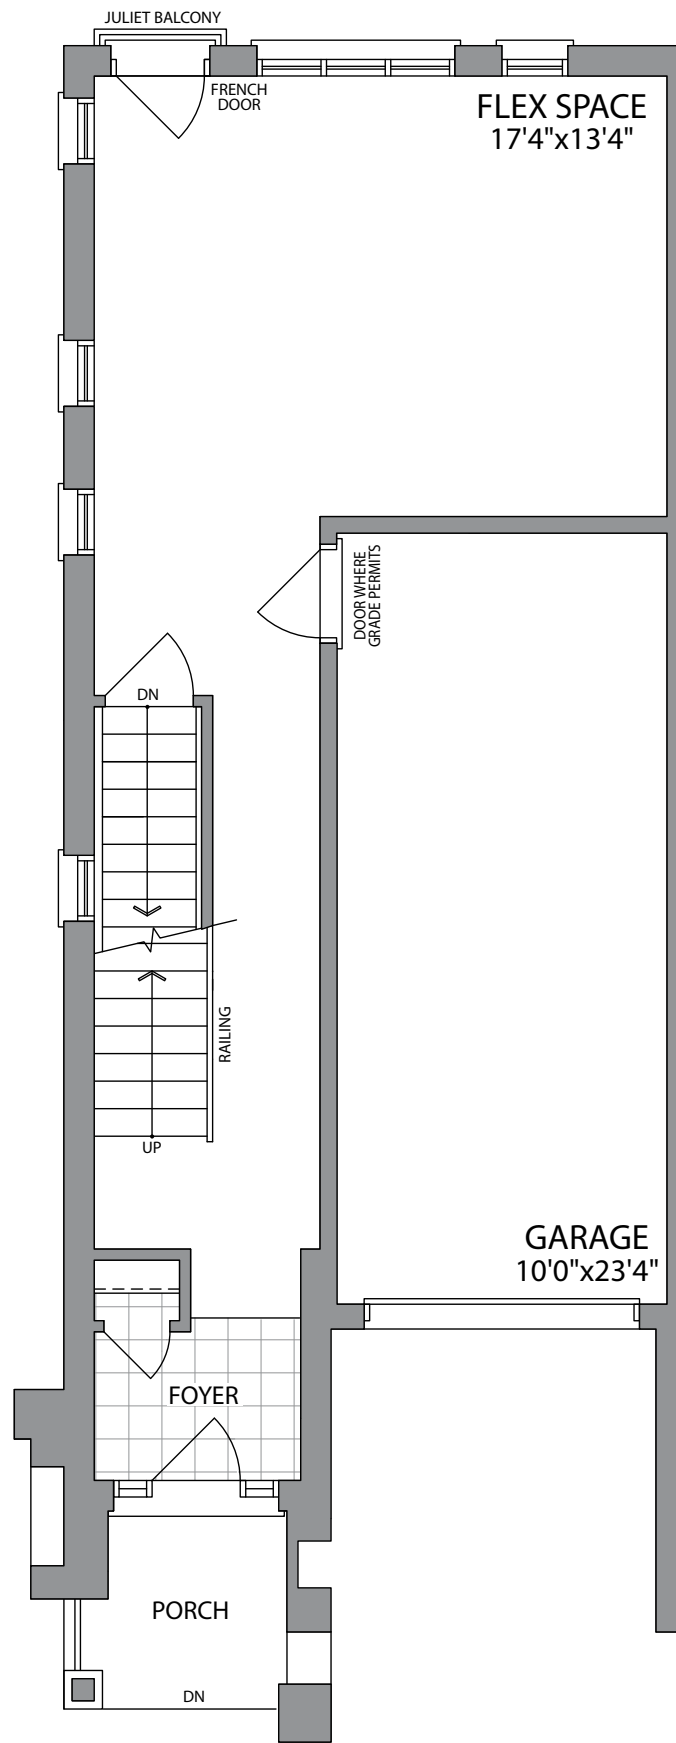 JULIET BALCONY
FRENCH
DOOR
FLEX SPACE
17'4"x13'4"
DOOR WHERE
GRADE PERMITS
DN
RAILING
UP
GARAGE
10'0"x23'4"
FOYER
PORCH
DN